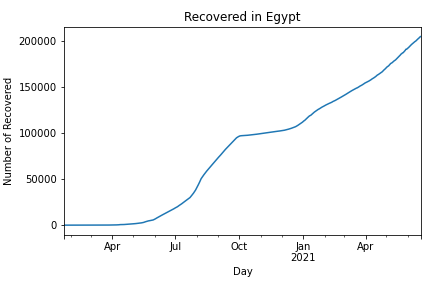 Recovered in Egypt
Number of Recovered
200000
150000
100000
50000
0
Apr
Jul
Oct
Jan
2021
Apr
Day